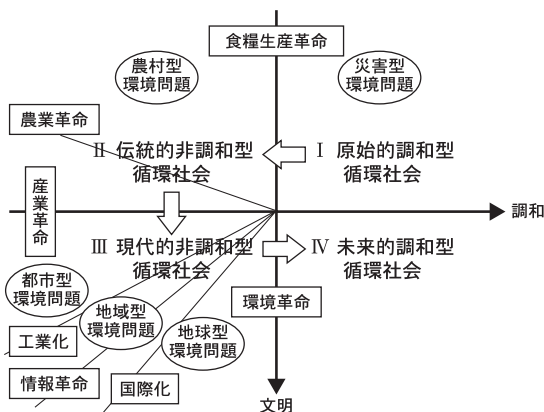 食糧生産革命
農村型
環境問題
災害型
環境問題
農業革命
Ⅱ 伝統的非調和型
循環社会
Ⅰ 原始的調和型
循環社会
産業革命
調和
Ⅲ 現代的非調和型
循環社会
Ⅳ 未来的調和型
循環社会
都市型
環境問題
地域型
環境問題
環境革命
地球型
環境問題
工業化
情報革命
国際化
文明